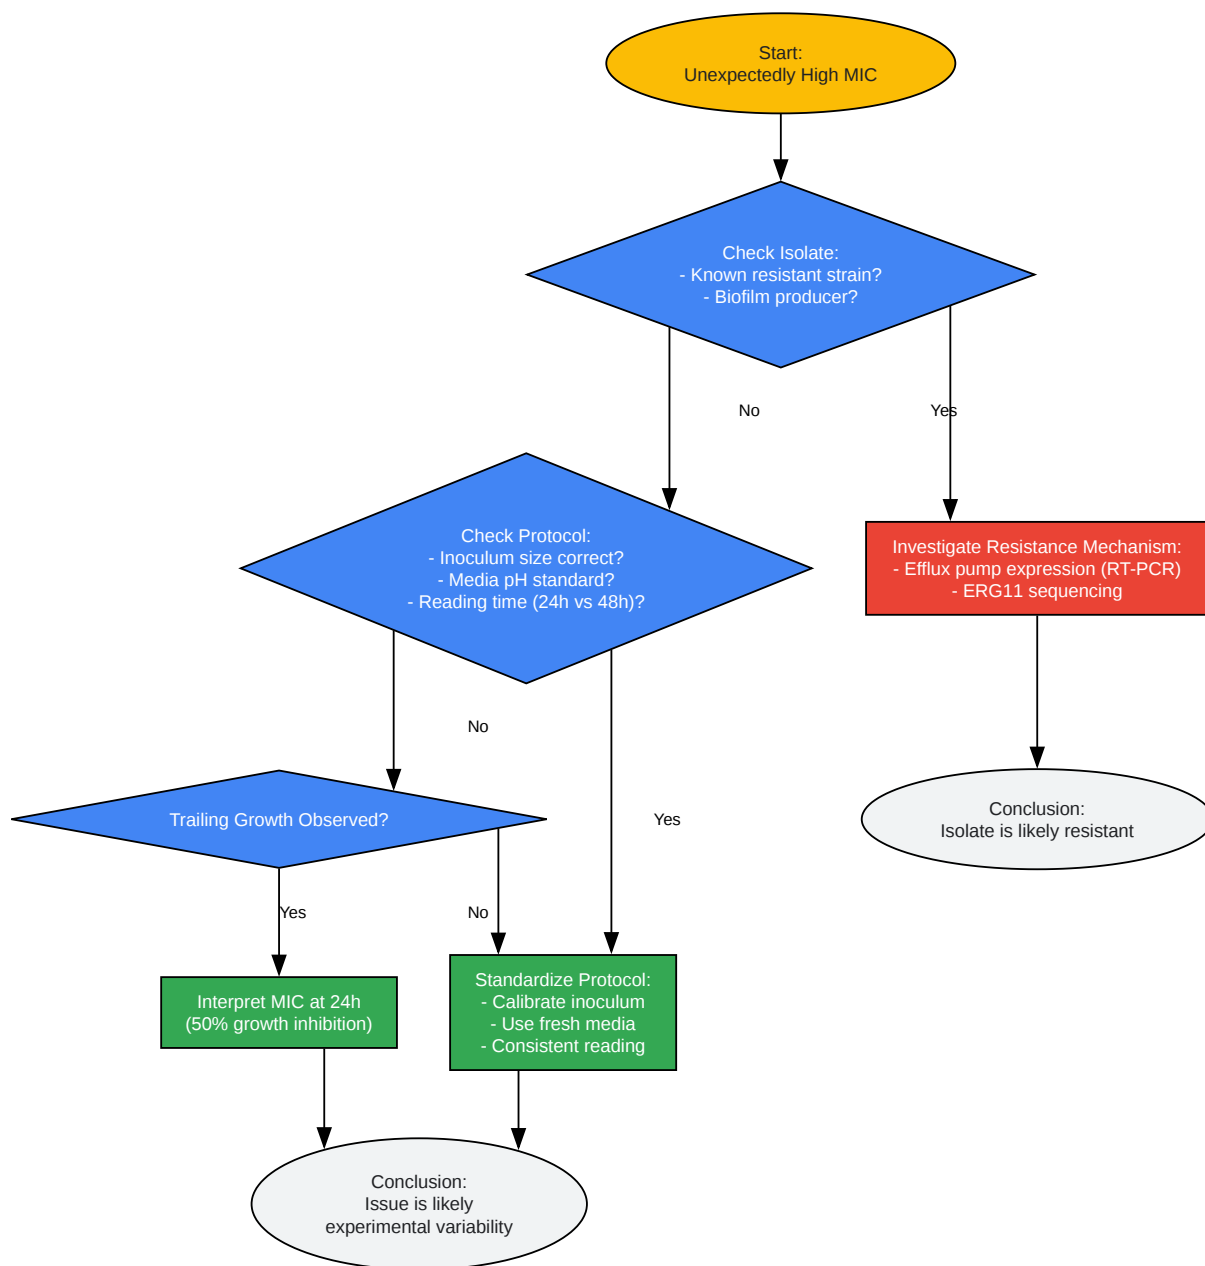 Start:
Unexpectedly High MIC
Check Isolate:
- Known resistant strain?
- Biofilm producer?
No
Yes
Check Protocol:
- Inoculum size correct?
- Media pH standard?
- Reading time (24h vs 48h)?
Investigate Resistance Mechanism:
- Efflux pump expression (RT-PCR)
- ERG11 sequencing
No
Yes
Trailing Growth Observed?
Conclusion:
Isolate is likely resistant
Yes
No
Interpret MIC at 24h
(50% growth inhibition)
Standardize Protocol:
- Calibrate inoculum
- Use fresh media
- Consistent reading
Conclusion:
Issue is likely
experimental variability